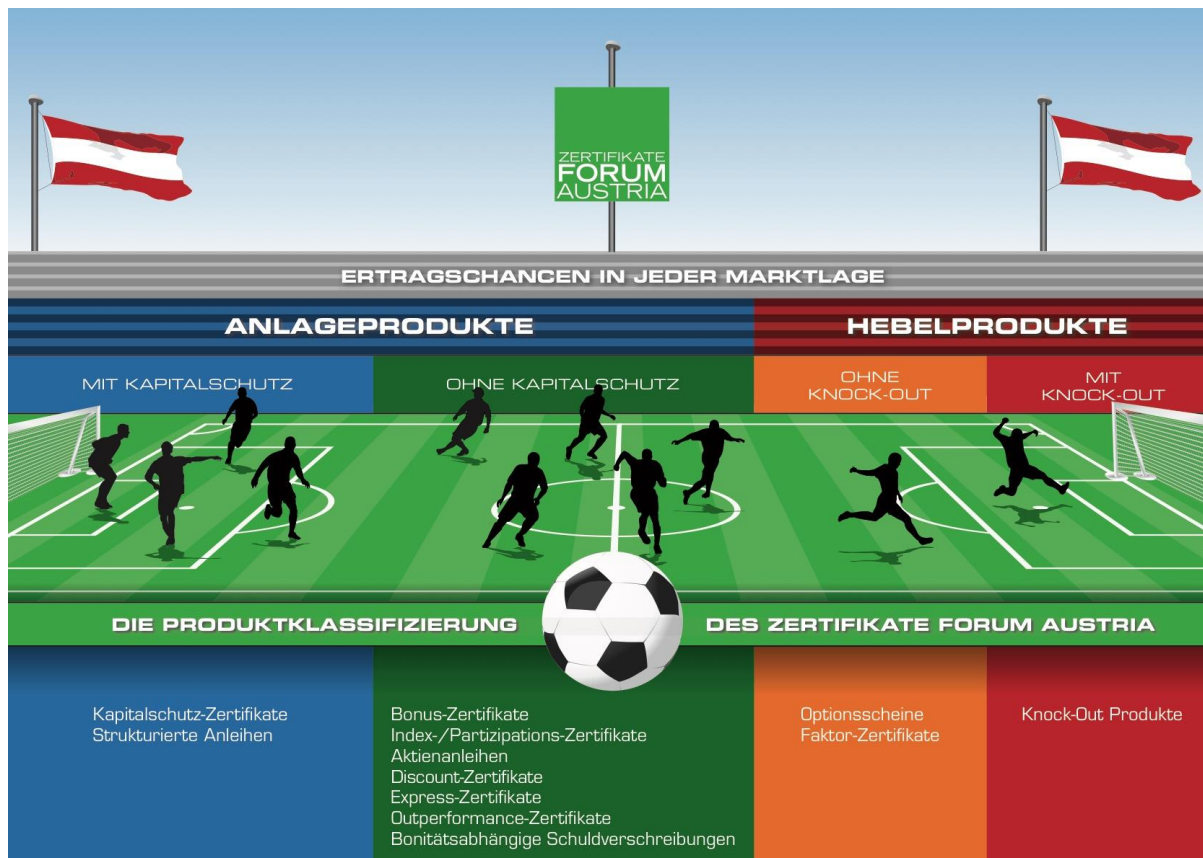 ZERTIFIKATE
FORUM
AUSTRIA
ERTRAGSCHANCEN IN JEDER MARKTLAGE
ANLAGEPRODUKTE
HEBELPRODUKTE
MIT KAPITALSCHUTZ
OHNE KAPITALSCHUTZ
OHNE
KNOCK-OUT
MIT
KNOCK-OUT
DIE PRODUKTKLASSIFIZIERUNG
DES ZERTIFIKATE FORUM AUSTRIA
Kapitalschutz-Zertifikate
Strukturierte Anleihen
Bonus-Zertifikate
Index-/Partizipations-Zertifikate
Aktienanleihen
Discount-Zertifikate
Express-Zertifikate
Outperformance-Zertifikate
Bonitätsabhängige Schuldverschreibungen
Optionsscheine
Faktor-Zertifikate
Knock-Out Produkte